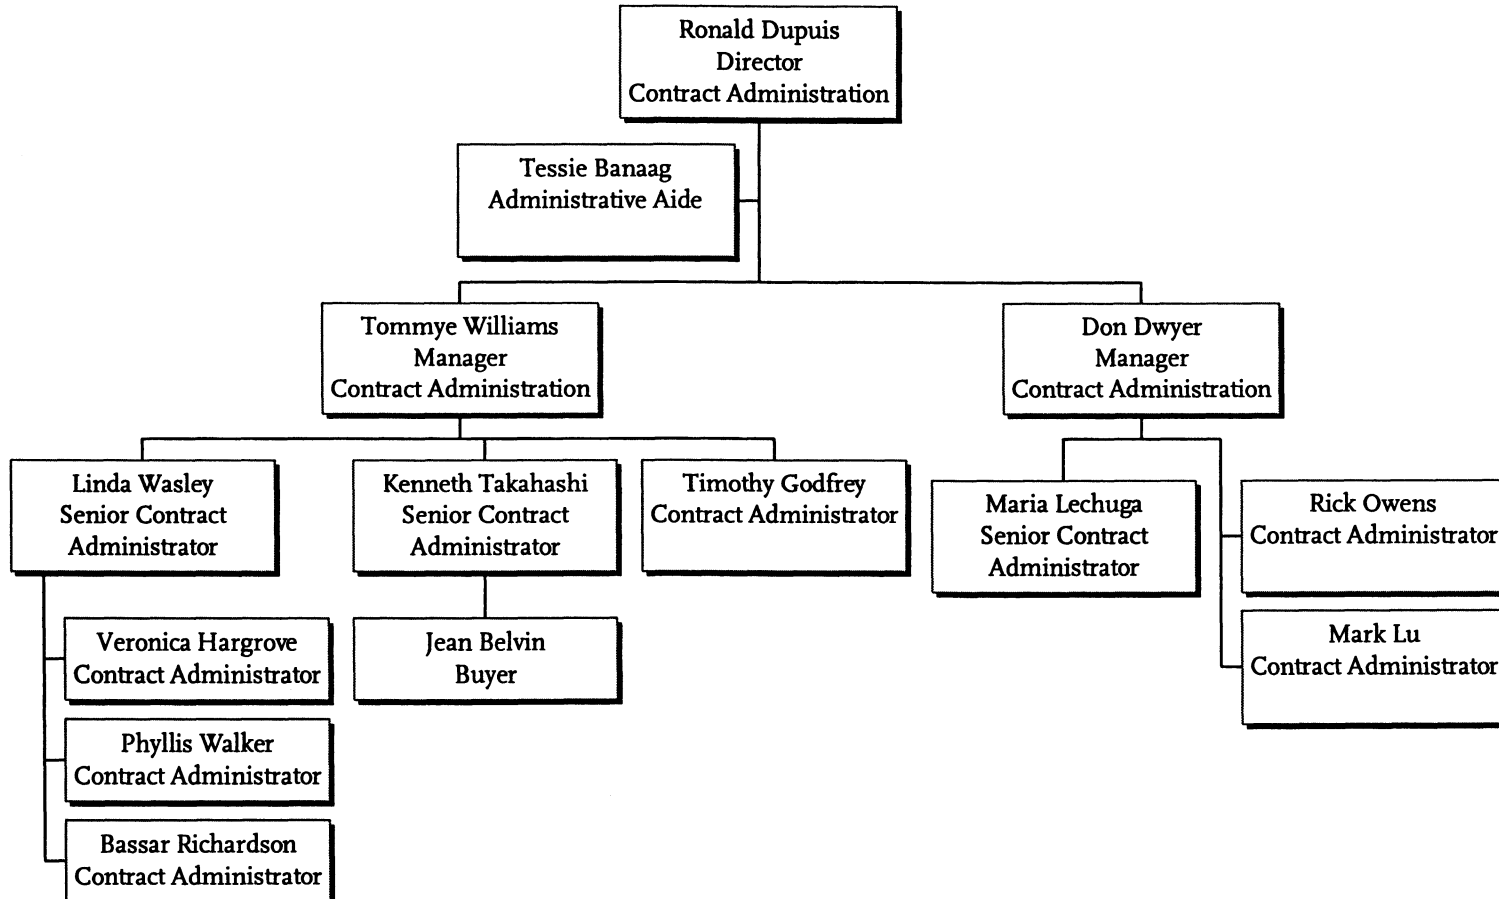 Ronald Dupuis
Director
Contract Administration
Tessie Banaag
Administrative Aide
Tommye Williams
Manager
Contract Administration
Don Dwyer
Manager
Contract Administration
Linda Wasley
Senior Contract
Administrator
Kenneth Takahashi
Senior Contract
Administrator
Timothy Godfrey
Contract Administrator
Maria Lechuga
Senior Contract
Administrator
Rick Owens
Contract Administrator
Mark Lu
Contract Administrator
Veronica Hargrove
Contract Administrator
Jean Belvin
Buyer
Phyllis Walker
Contract Administrator
Bassar Richardson
Contract Administrator